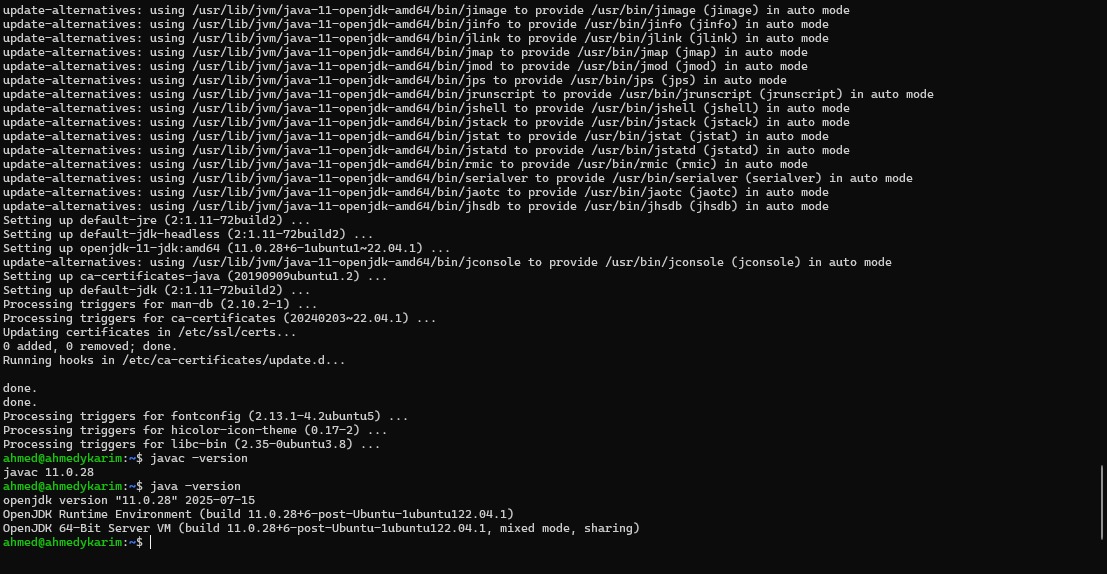 update-alternatives: using /usr/lib/jvm/java-11-openjdk-amd64/bin/jimage to provide /usr/bin/jimage (jimage) in auto mode
update-alternatives: using /usr/lib/jvm/java-11-openjdk-amd64/bin/jinfo to provide /usr/bin/jinfo (jinfo) in auto mode
update-alternatives: using /usr/lib/jvm/java-11-openjdk-amd64/bin/jlink to provide /usr/bin/jlink (jlink) in auto mode
update-alternatives: using /usr/lib/jvm/java-11-openjdk-amd64/bin/jmap to provide /usr/bin/jmap (jmap) in auto mode
update-alternatives: using /usr/lib/jvm/java-11-openjdk-amd64/bin/jmod to provide /usr/bin/jmod (jmod) in auto mode
update-alternatives: using /usr/lib/jvm/java-11-openjdk-amd64/bin/jps to provide /usr/bin/jps (jps) in auto mode
update-alternatives: using /usr/lib/jvm/java-11-openjdk-amd64/bin/jrunscript to provide /usr/bin/jrunscript (jrunscript) in auto mode
update-alternatives: using /usr/lib/jvm/java-11-openjdk-amd64/bin/jshell to provide /usr/bin/jshell (jshell) in auto mode
update-alternatives: using /usr/lib/jvm/java-11-openjdk-amd64/bin/jstack to provide /usr/bin/jstack (jstack) in auto mode
update-alternatives: using /usr/lib/jvm/java-11-openjdk-amd64/bin/jstat to provide /usr/bin/jstat (jstat) in auto mode
update-alternatives: using /usr/lib/jvm/java-11-openjdk-amd64/bin/jstatd to provide /usr/bin/jstatd (jstatd) in auto mode
update-alternatives: using /usr/lib/jvm/java-11-openjdk-amd64/bin/rmic to provide /usr/bin/rmic (rmic) in auto mode
update-alternatives: using /usr/lib/jvm/java-11-openjdk-amd64/bin/serialver to provide /usr/bin/serialver (serialver) in auto mode
update-alternatives: using /usr/lib/jvm/java-11-openjdk-amd64/bin/jaotc to provide /usr/bin/jaotc (jaotc) in auto mode
update-alternatives: using /usr/lib/jvm/java-11-openjdk-amd64/bin/jhsdb to provide /usr/bin/jhsdb (jhsdb) in auto mode
Setting up default-jre (2:1.11-72build2) ...
Setting up default-jdk-headless (2:1.11-72build2) ...
Setting up openjdk-11-jdk:amd64 (11.0.28+6-1ubuntu1~22.04.1) ...
update-alternatives: using /usr/lib/jvm/java-11-openjdk-amd64/bin/jconsole to provide /usr/bin/jconsole (jconsole) in auto mode
Setting up ca-certificates-java (20190909ubuntu1.2) ...
Setting up default-jdk (2:1.11-72build2) ...
Processing triggers for man-db (2.10.2-1) ...
Processing triggers for ca-certificates (20240203~22.04.1) ...
Updating certificates in /etc/ssl/certs...
0 added, 0 removed; done.
Running hooks in /etc/ca-certificates/update.d...
done.
done.
Processing triggers for fontconfig (2.13.1-4.2ubuntu5) ...
Processing triggers for hicolor-icon-theme (0.17-2) ...
Processing triggers for libc-bin (2.35-0ubuntu3.8) ...
ahmed@ahmedykarim:~$ javac -version
javac 11.0.28
ahmed@ahmedykarim:~$ java -version
openjdk version "11.0.28" 2025-07-15
OpenJDK Runtime Environment (build 11.0.28+6-post-Ubuntu-1ubuntu122.04.1)
OpenJDK 64-Bit Server VM (build 11.0.28+6-post-Ubuntu-1ubuntu122.04.1, mixed mode, sharing)
ahmed@ahmedykarim:~$